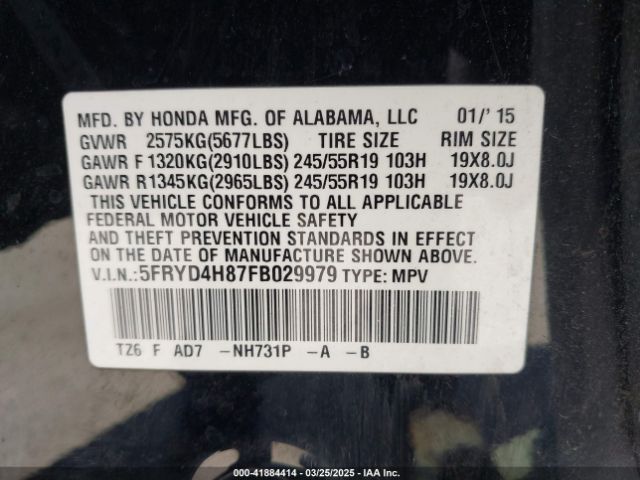 MFD. BY HONDA MFG. OF ALABAMA, LLC 01/' 15
GVWR 2575KG(5677LBS) TIRE SIZE RIM SIZE
GAWR F 1320KG(2910LBS) 245/55R19 103H 19X8.0J
GAWR R1345KG(2965LBS) 245/55R19 103H 19X8.0J
THIS VEHICLE CONFORMS TO ALL APPLICABLE
FEDERAL MOTOR VEHICLE SAFETY
AND THEFT PREVENTION STANDARDS IN EFFECT
ON THE DATE OF MANUFACTURE SHOWN ABOVE.
V.I.N.:5FRYD4H87FB029979 TYPE: MPV
TZ6 F AD7 -NH731P -A -B
000-41884414 - 03/25/2025 - IAA Inc.